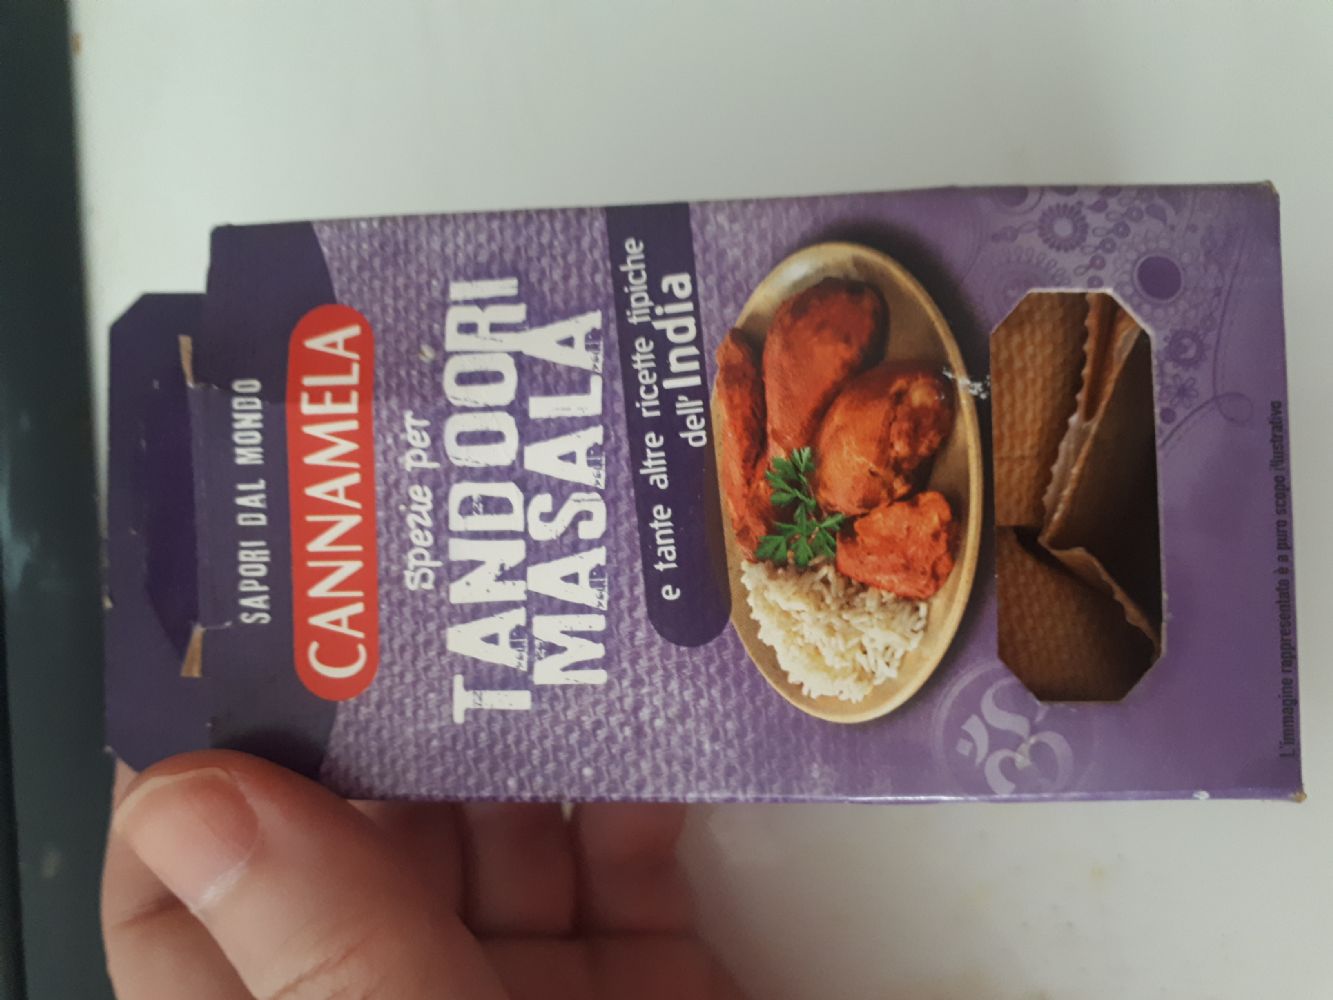 SAPORI DAL MONDO
CANNAMELA
Spezie per
TANDOORI
MASALA
e tante altre ricette tipiche
dell'India
L'immagine rappresentata è a puro scopo illustrativo